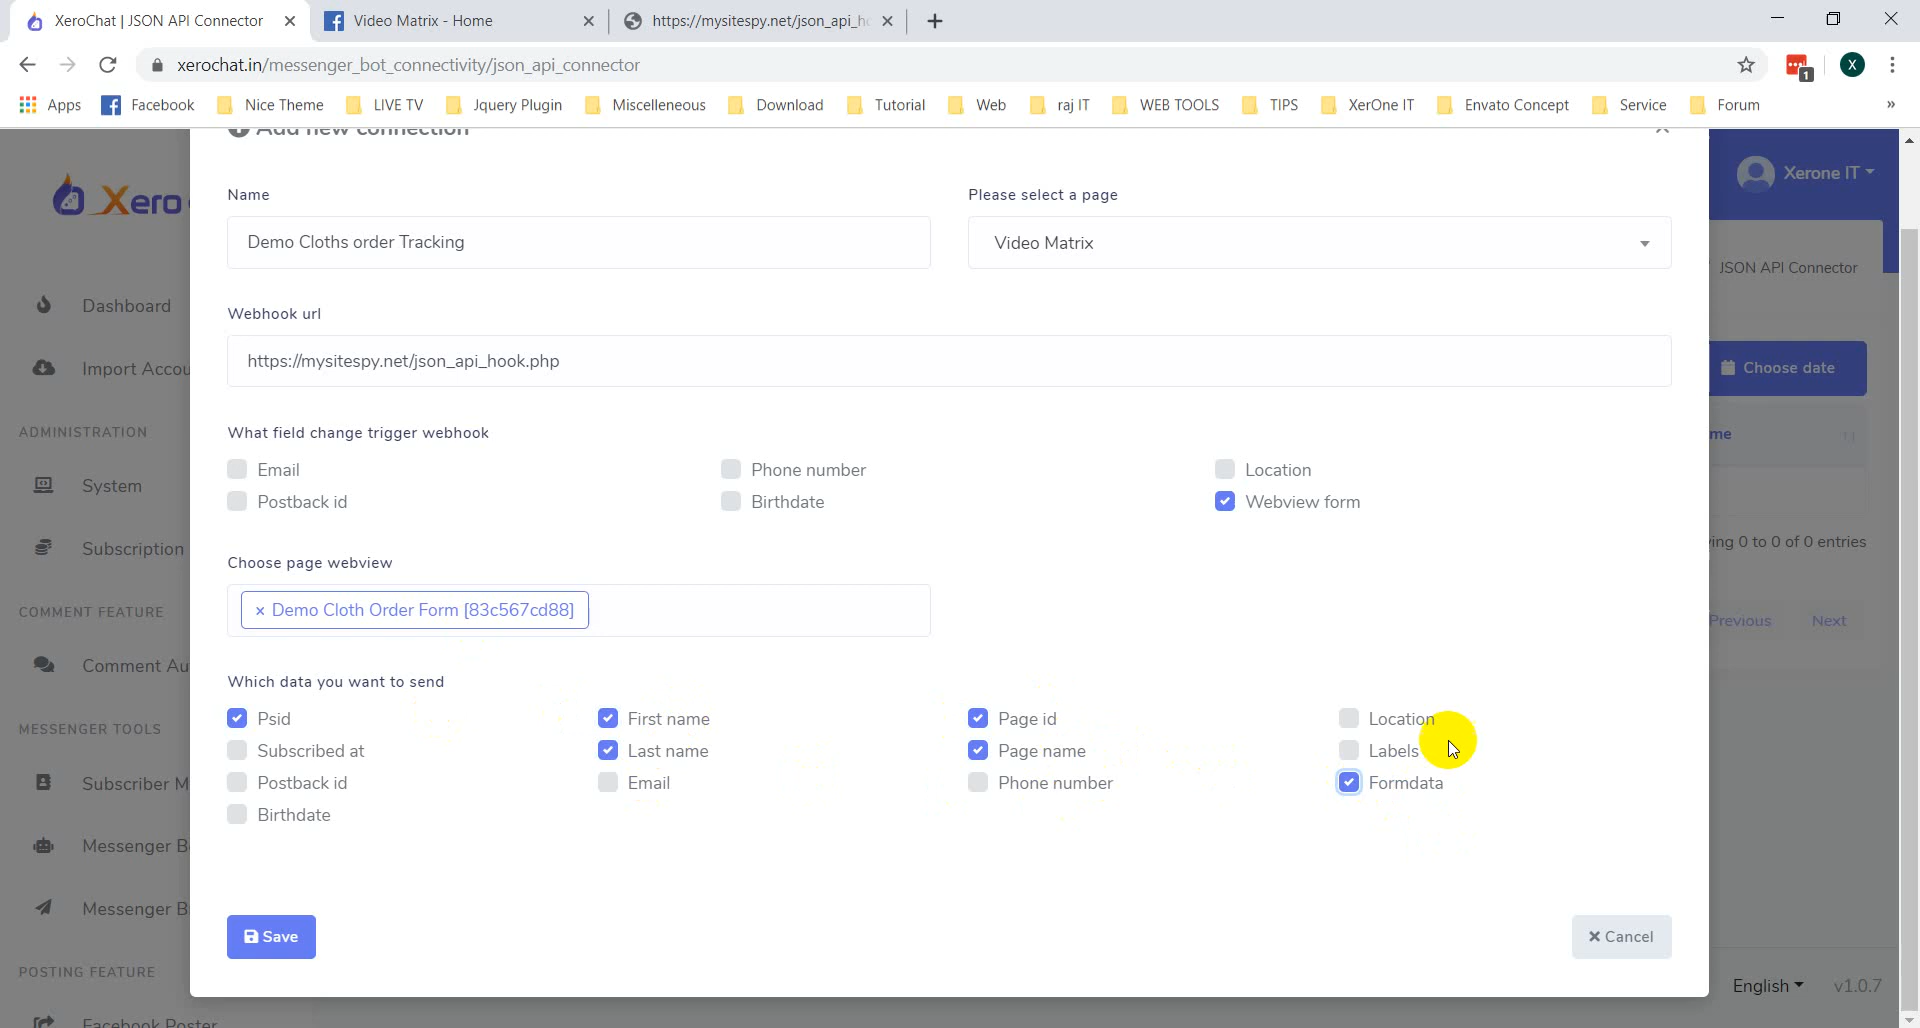 XeroChat | JSON API Connector
Video Matrix - Home
https://mysitespy.net/json_api_h
xerochat.in/messenger_bot_connectivity/json_api_connector
1
X
Apps
Facebook
Nice Theme
LIVE TV
Jquery Plugin
Miscelleneous
Download
Tutorial
Web
raj IT
WEB TOOLS
TIPS
XerOne IT
Envato Concept
Service
Forum
»
Add new connection
Xero
Xerone IT
Name
Please select a page
Demo Cloths order Tracking
Video Matrix
JSON API Connector
Dashboard
Webhook url
https://mysitespy.net/json_api_hook.php
Import Accou
Choose date
ADMINISTRATION
What field change trigger webhook
me
Email
Phone number
Location
System
Postback id
Birthdate
Webview form
Subscription
ing 0 to 0 of 0 entries
Choose page webview
× Demo Cloth Order Form [83c567cd88]
COMMENT FEATURE
Previous
Next
Comment Au
Which data you want to send
Psid
First name
Page id
Location
MESSENGER TOOLS
Subscribed at
Last name
Page name
Labels
Subscriber M
Postback id
Email
Phone number
Formdata
Birthdate
Messenger B
Messenger B
Save
Cancel
POSTING FEATURE
English
v1.0.7
Facebook Poster